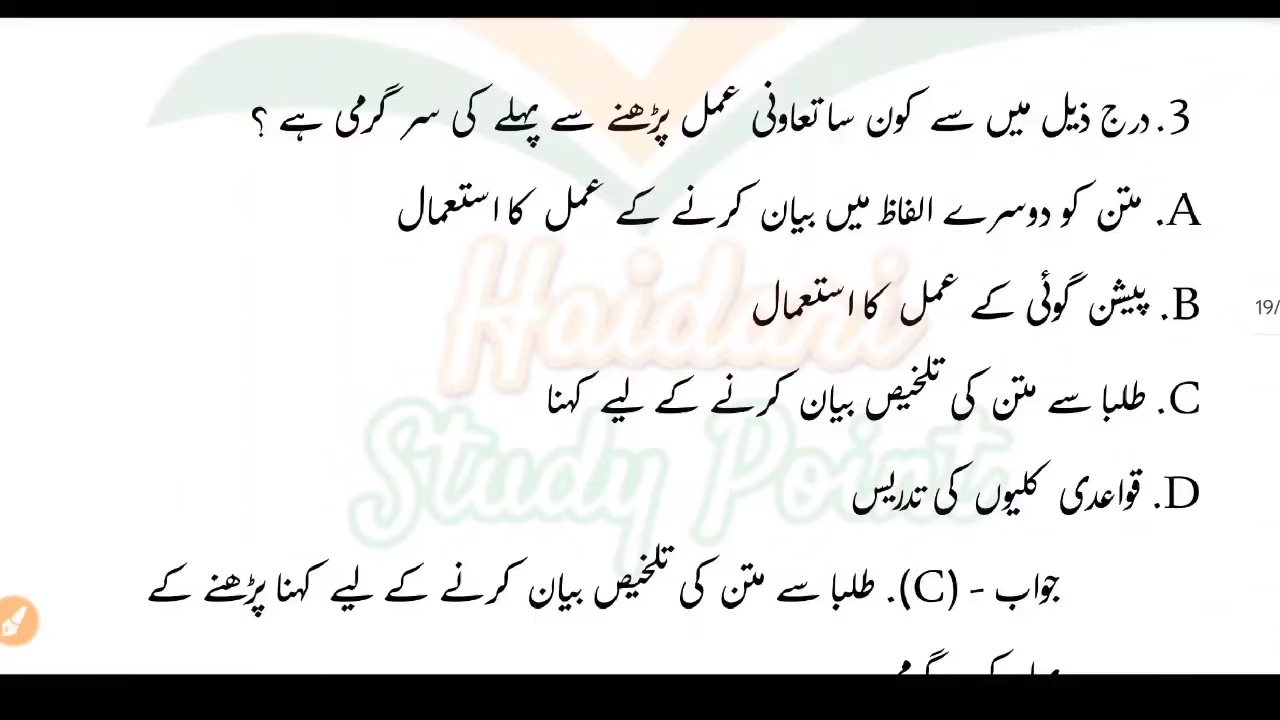 3. درج ذیل میں سے کون سا تعاونی عمل پڑھنے سے پہلے کی سر گرمی ہے ؟
A. متن کو دوسرے الفاظ میں بیان کرنے کے عمل کا استعمال
B. پیشن گوئی کے عمل کا استعمال
19/
C. طلبا سے متن کی تلخیص بیان کرنے کے لیے کہنا
D. قواعدی کلیوں کی تدریس
جواب - (C). طلبا سے متن کی تلخیص بیان کرنے کے لیے کہنا پڑھنے کے
Haidari
Study Point